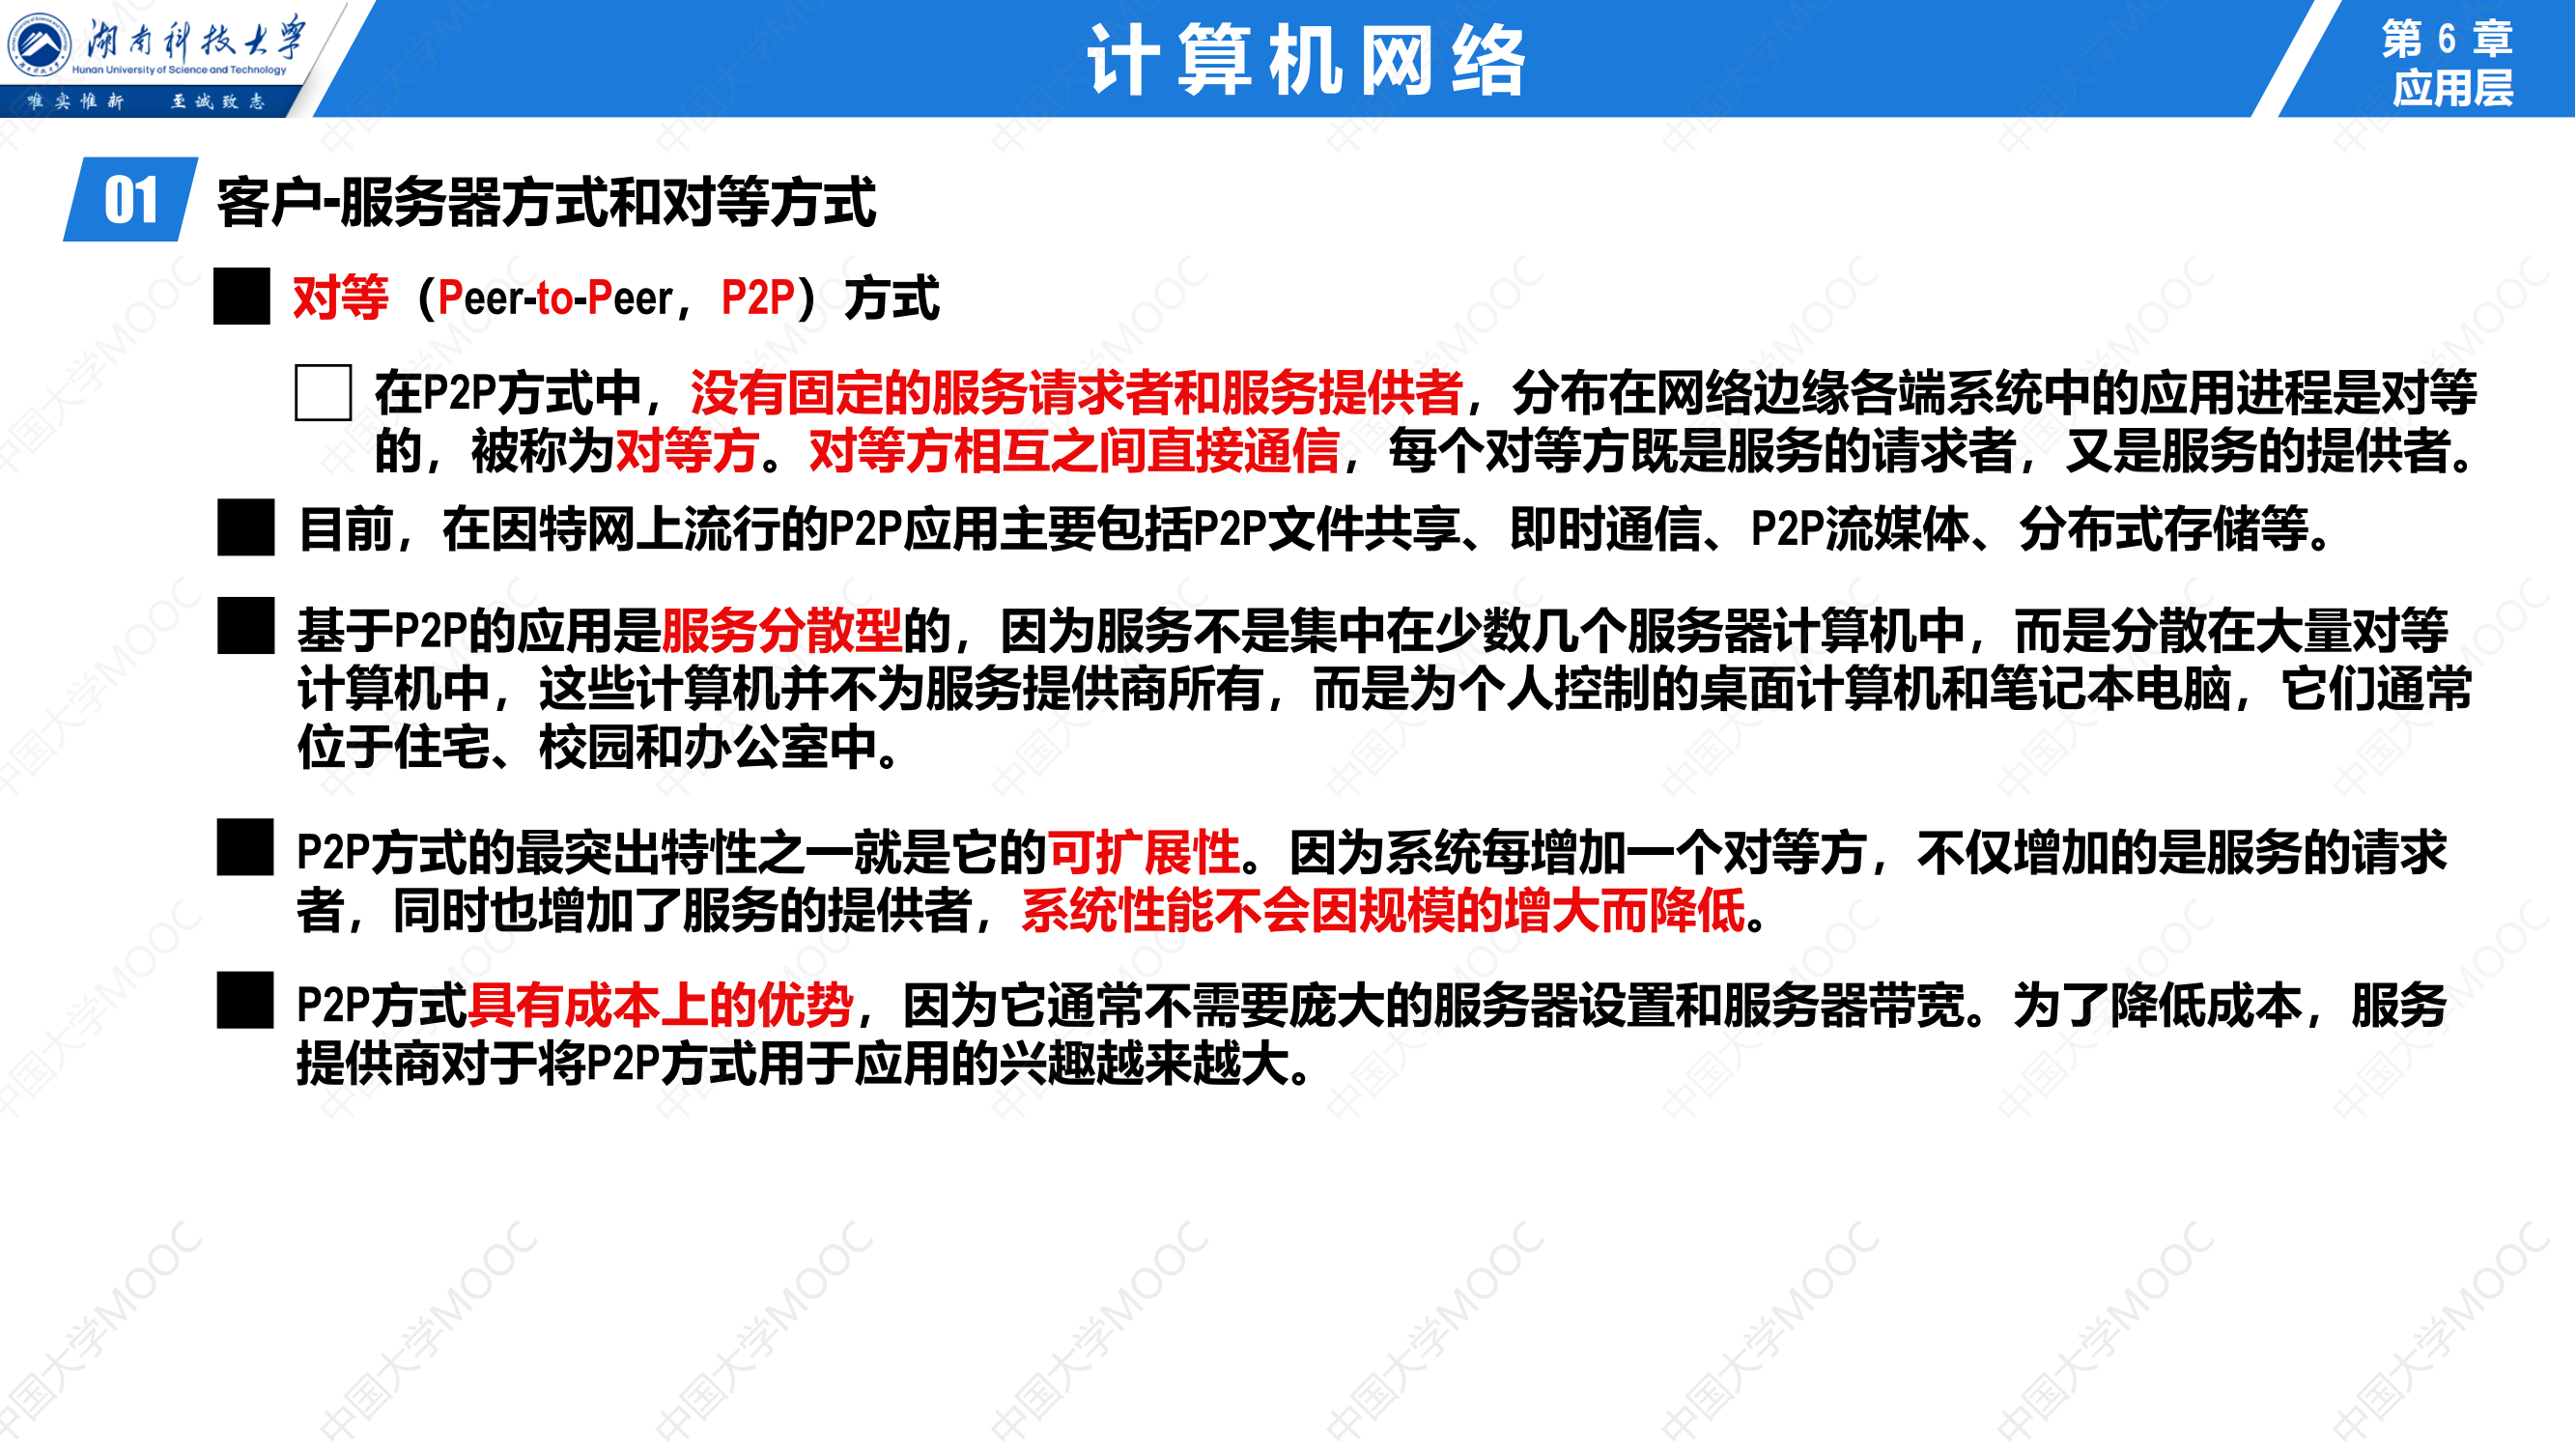 湖南科技大学
Hunan University of Science and Technology
唯实惟新 至诚致志
计算机网络
第 6 章
应用层
01 客户-服务器方式和对等方式
对等（Peer-to-Peer，P2P）方式
在P2P方式中，没有固定的服务请求者和服务提供者，分布在网络边缘各端系统中的应用进程是对等
的，被称为对等方。对等方相互之间直接通信，每个对等方既是服务的请求者，又是服务的提供者。
目前，在因特网上流行的P2P应用主要包括P2P文件共享、即时通信、P2P流媒体、分布式存储等。
基于P2P的应用是服务分散型的，因为服务不是集中在少数几个服务器计算机中，而是分散在大量对等
计算机中，这些计算机并不为服务提供商所有，而是为个人控制的桌面计算机和笔记本电脑，它们通常
位于住宅、校园和办公室中。
P2P方式的最突出特性之一就是它的可扩展性。因为系统每增加一个对等方，不仅增加的是服务的请求
者，同时也增加了服务的提供者，系统性能不会因规模的增大而降低。
P2P方式具有成本上的优势，因为它通常不需要庞大的服务器设置和服务器带宽。为了降低成本，服务
提供商对于将P2P方式用于应用的兴趣越来越大。
中国大学MOOC